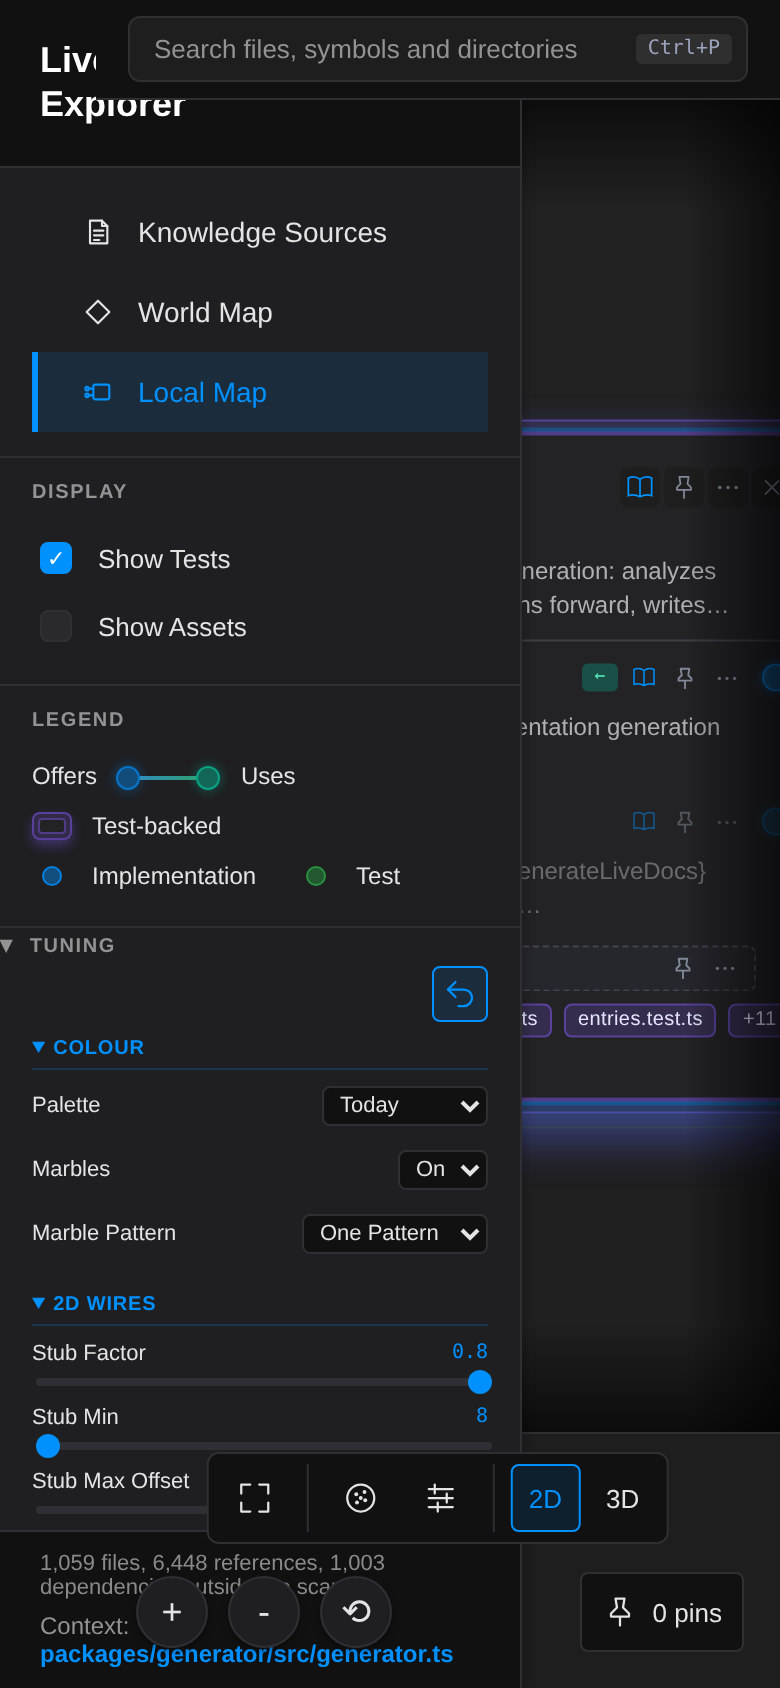 Search files, symbols and directories Ctrl+P
Explorer
Knowledge Sources
World Map
Local Map
DISPLAY
Show Tests
Show Assets
LEGEND
Offers Uses
Test-backed
Implementation Test
TUNING
COLOUR
Palette Today
Marbles On
Marble Pattern One Pattern
2D WIRES
Stub Factor 0.8
Stub Min 8
Stub Max Offset
2D 3D
1,059 files, 6,448 references, 1,003
Context:
packages/generator/src/generator.ts
+ - ⟲
0 pins
neration: analyzes
ns forward, writes…
←
entation generation
enerateLiveDocs}
…
ts entries.test.ts +11